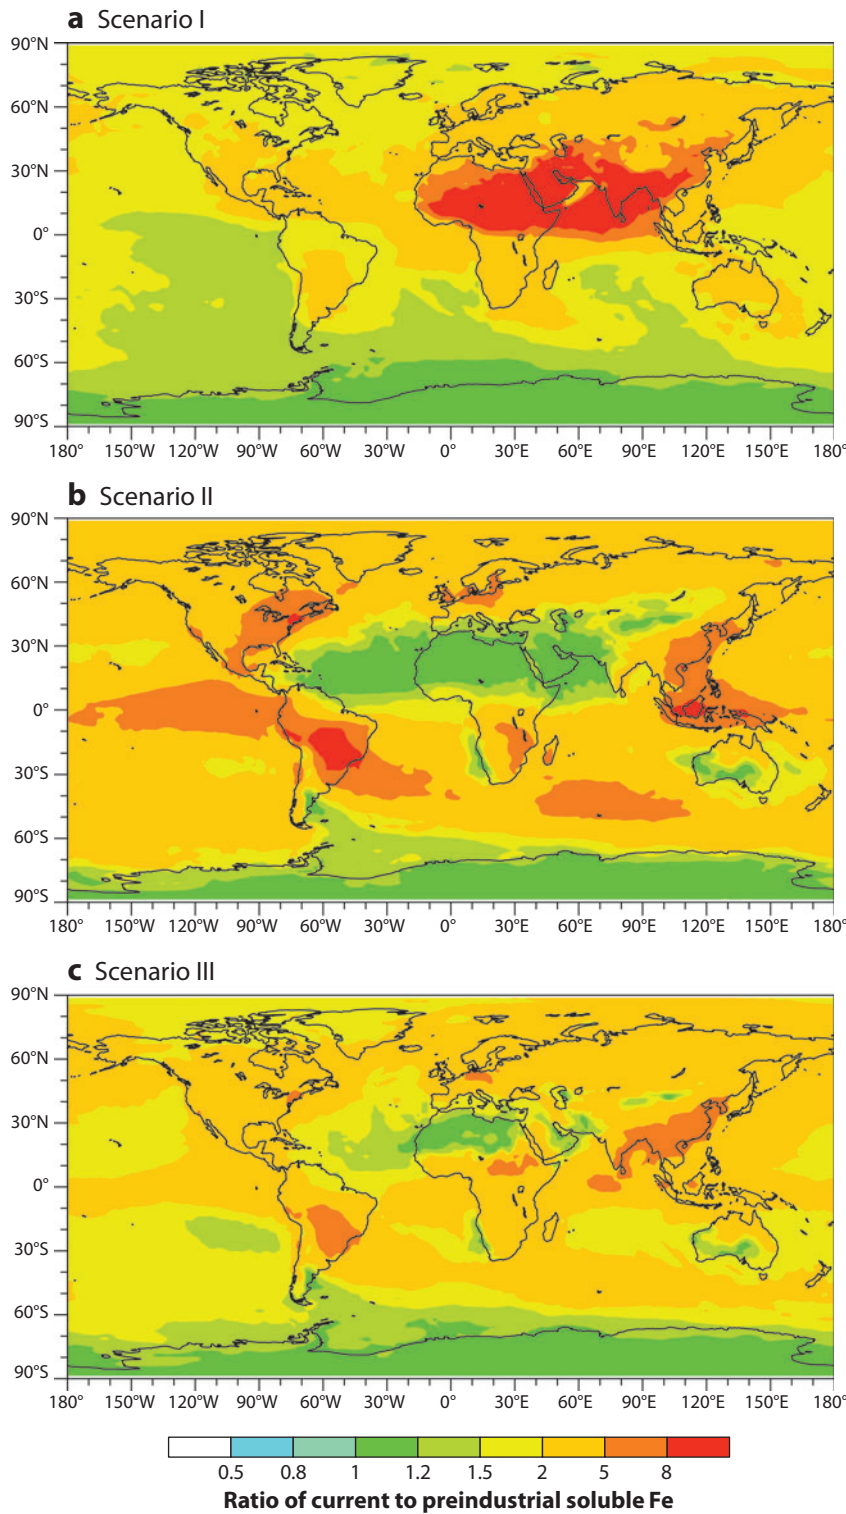 a Scenario I
90°N
60°N
30°N
0°
30°S
60°S
90°S
180° 150°W 120°W 90°W 60°W 30°W 0° 30°E 60°E 90°E 120°E 150°E 180°
b Scenario II
90°N
60°N
30°N
0°
30°S
60°S
90°S
180° 150°W 120°W 90°W 60°W 30°W 0° 30°E 60°E 90°E 120°E 150°E 180°
c Scenario III
90°N
60°N
30°N
0°
30°S
60°S
90°S
180° 150°W 120°W 90°W 60°W 30°W 0° 30°E 60°E 90°E 120°E 150°E 180°
0.5 0.8 1 1.2 1.5 2 5 8
Ratio of current to preindustrial soluble Fe